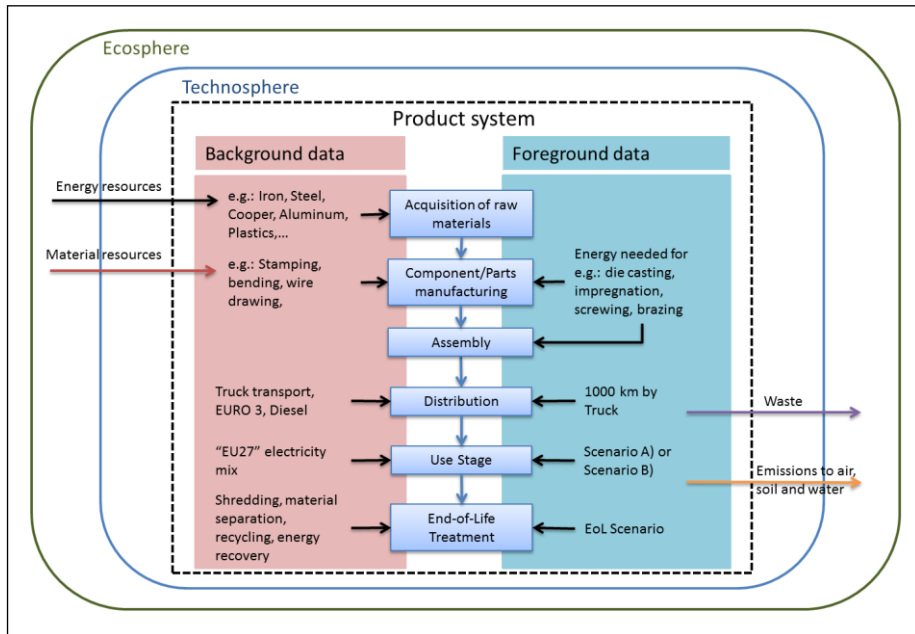 Ecosphere
Technosphere
Product system
Background data
Foreground data
Energy resources
e.g.: Iron, Steel,
Cooper, Aluminum,
Plastics,...
Acquisition of raw
materials
Material resources
e.g.: Stamping,
bending, wire
drawing,
Component/Parts
manufacturing
Energy needed for
e.g.: die casting,
impregnation,
screwing, brazing
Assembly
Truck transport,
EURO 3, Diesel
Distribution
1000 km by
Truck
Waste
“EU27” electricity
mix
Use Stage
Scenario A) or
Scenario B)
Emissions to air,
soil and water
Shredding, material
separation,
recycling, energy
recovery
End-of-Life
Treatment
EoL Scenario